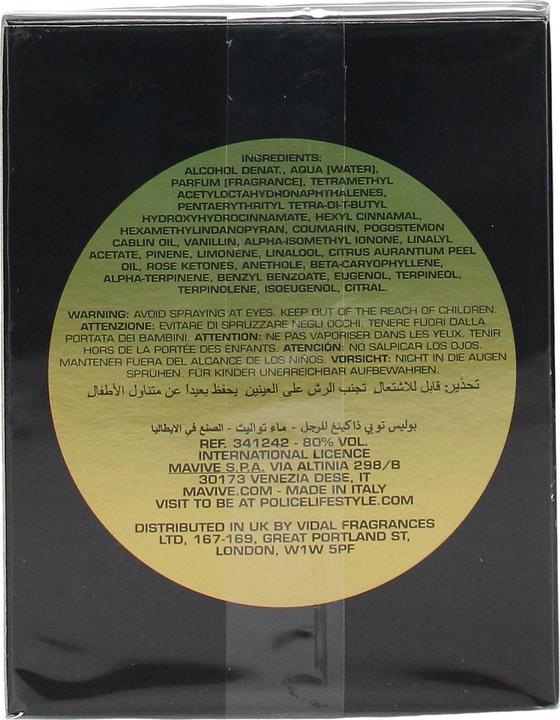 INGREDIENTS:
ALCOHOL DENAT., AQUA [WATER],
PARFUM [FRAGRANCE], TETRAMETHYL
ACETYLOCTAHYDRONAPHTHALENES,
PENTAERYTHRITYL TETRA-DI-T-BUTYL
HYDROXYHYDROCINNAMATE, HEXYL CINNAMAL,
HEXAMETHYLINDANOPYRAN, COUMARIN, POGOSTEMON
CABLIN OIL, VANILLIN, ALPHA-ISOMETHYL IONONE, LINALYL
ACETATE, PINENE, LIMONENE, LINALOOL, CITRUS AURANTIUM PEEL
OIL, ROSE KETONES, ANETHOLE, BETA-CARYOPHYLLENE,
ALPHA-TERPINENE, BENZYL BENZOATE, EUGENOL, TERPINEOL,
TERPINOLENE, ISOEUGENOL, CITRAL.
WARNING: AVOID SPRAYING AT EYES. KEEP OUT OF THE REACH OF CHILDREN.
ATTENZIONE: EVITARE DI SPRUZZARE NEGLI OCCHI. TENERE FUORI DALLA
PORTATA DEI BAMBINI. ATTENTION: NE PAS VAPORISER DANS LES YEUX. TENIR
HORS DE LA PORTÉE DES ENFANTS. ATENCIÓN: NO SALPICAR LOS OJOS.
MANTENER FUERA DEL ALCANCE DE LOS NIÑOS. VORSICHT: NICHT IN DIE AUGEN
SPRÜHEN. FÜR KINDER UNERREICHBAR AUFBEWAHREN.
تحذير: قابل للاشتعال. تجنب الرش على العينين. يحفظ بعيداً عن متناول الأطفال.
بوليس توبي ذا كينغ للرجل - ماء تواليت - الصنع في الايطاليا
REF. 341242 - 80% VOL.
INTERNATIONAL LICENCE
MAVIVE S.P.A. VIA ALTINIA 298/B
30173 VENEZIA DESE, IT
MAVIVE.COM - MADE IN ITALY
VISIT TO BE AT POLICELIFESTYLE.COM
DISTRIBUTED IN UK BY VIDAL FRAGRANCES
LTD, 167-169, GREAT PORTLAND ST,
LONDON, W1W 5PF